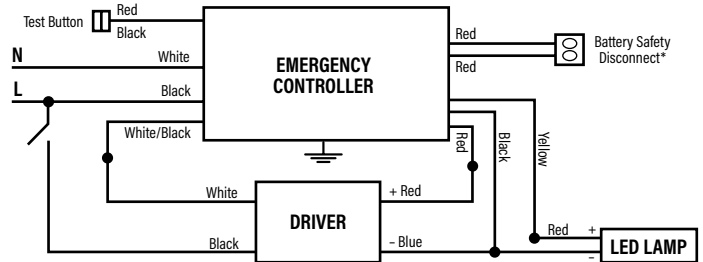 Test Button
Red
Black
N
White
L
Black
White/Black
EMERGENCY
CONTROLLER
Red
Red
Battery Safety
Disconnect*
Red
Black
Yellow
White
Black
DRIVER
+ Red
– Blue
Red
+
–
LED LAMP